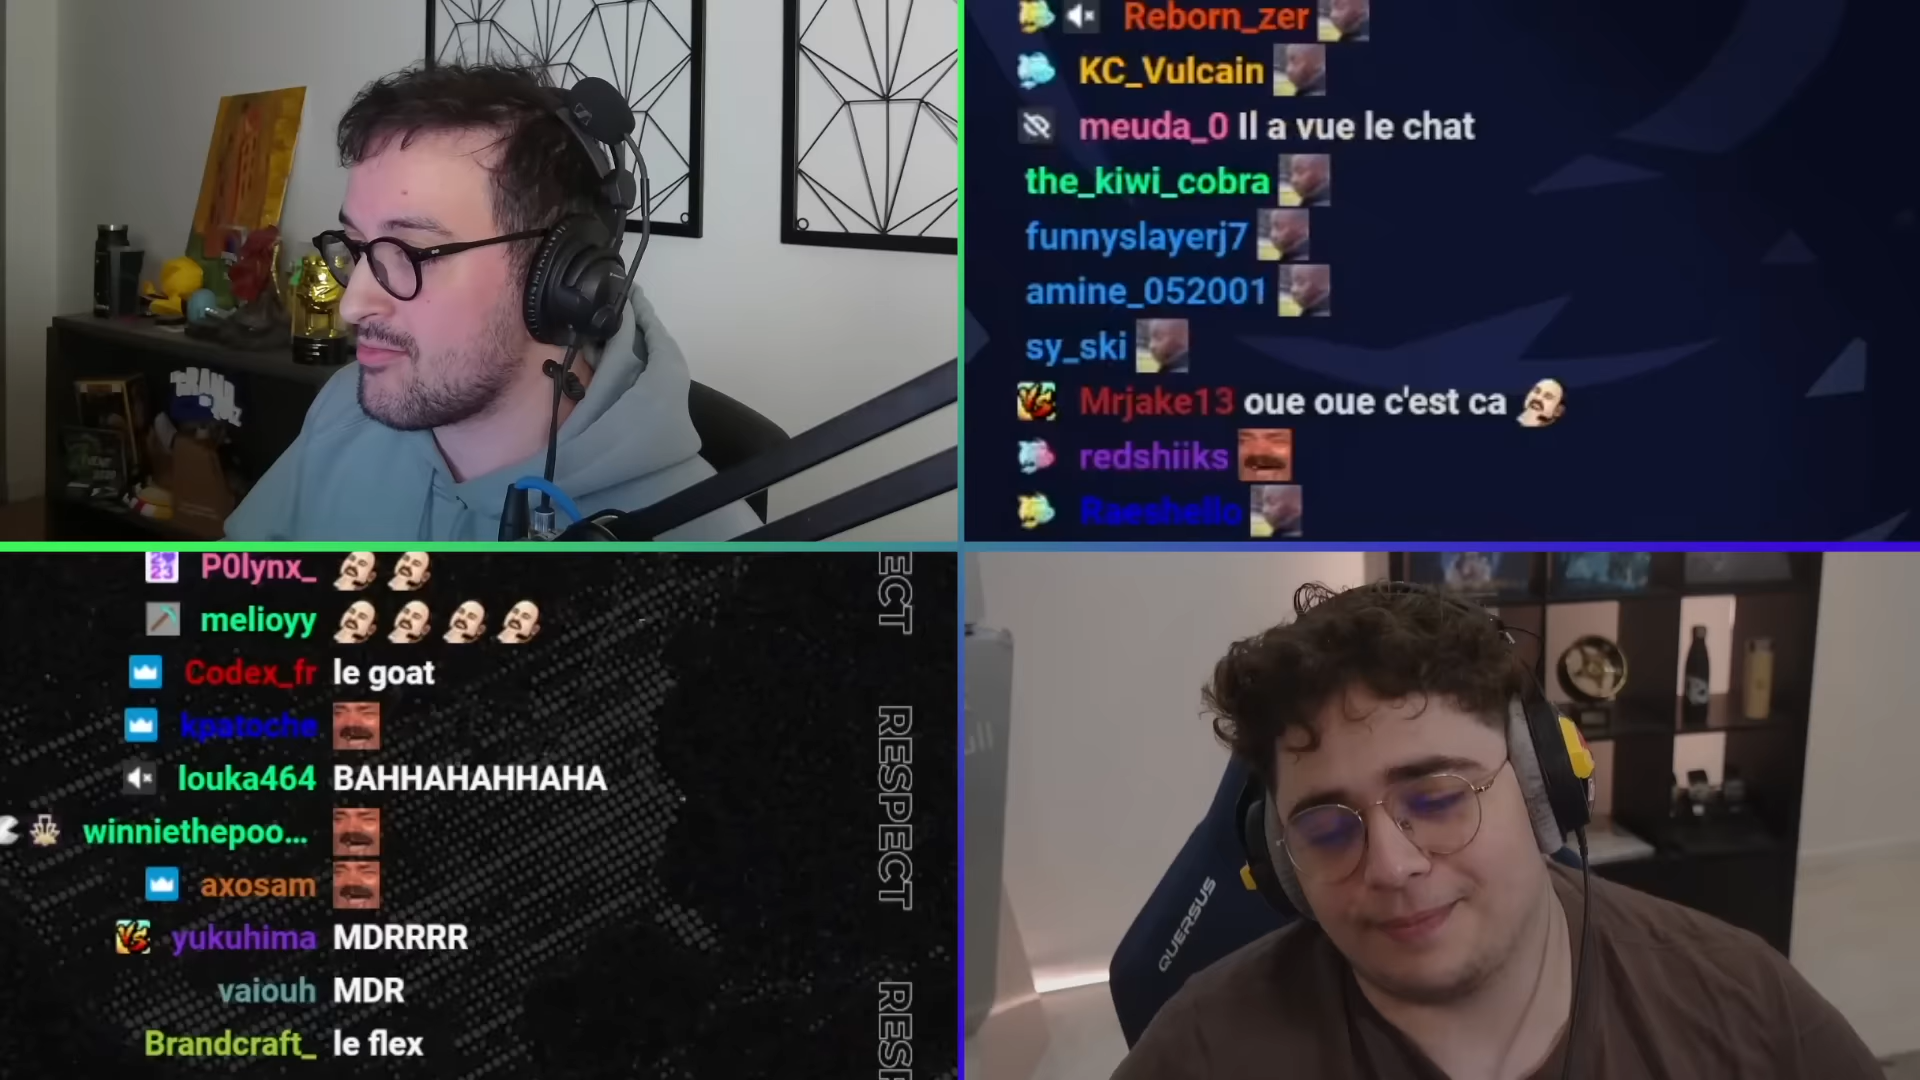 Reborn_zer
KC_Vulcain
meuda_0 Il a vue le chat
the_kiwi_cobra
funnyslayerj7
amine_052001
sy_ski
Mrjake13 oue oue c'est ca
redshiiks
Raeshello
P0lynx_
melioyy
Codex_fr le goat
kpatoche
louka464 BAHHAHAHHAHA
winniethepoo...
axosam
yukuhima MDRRRR
vaiouh MDR
Brandcraft_ le flex
ECT
RESPECT
RESP
QUERSUS